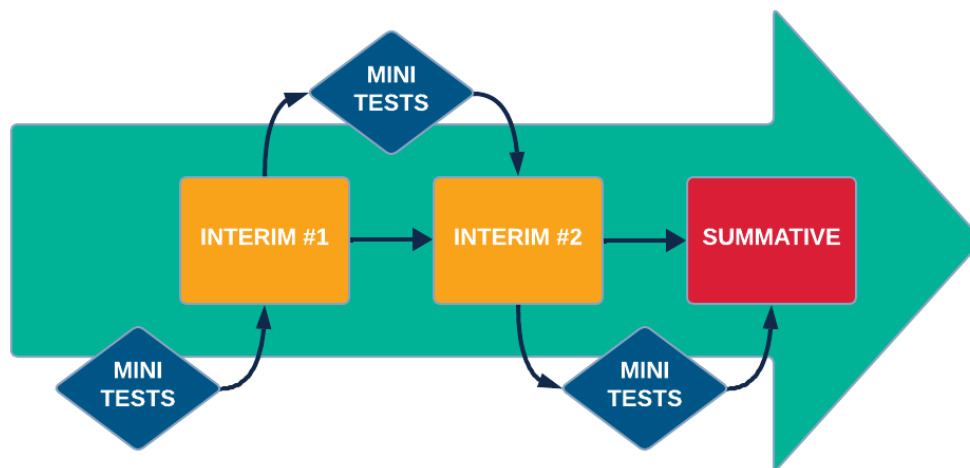 MINI
TESTS
INTERIM #1
INTERIM #2
SUMMATIVE
MINI
TESTS
MINI
TESTS